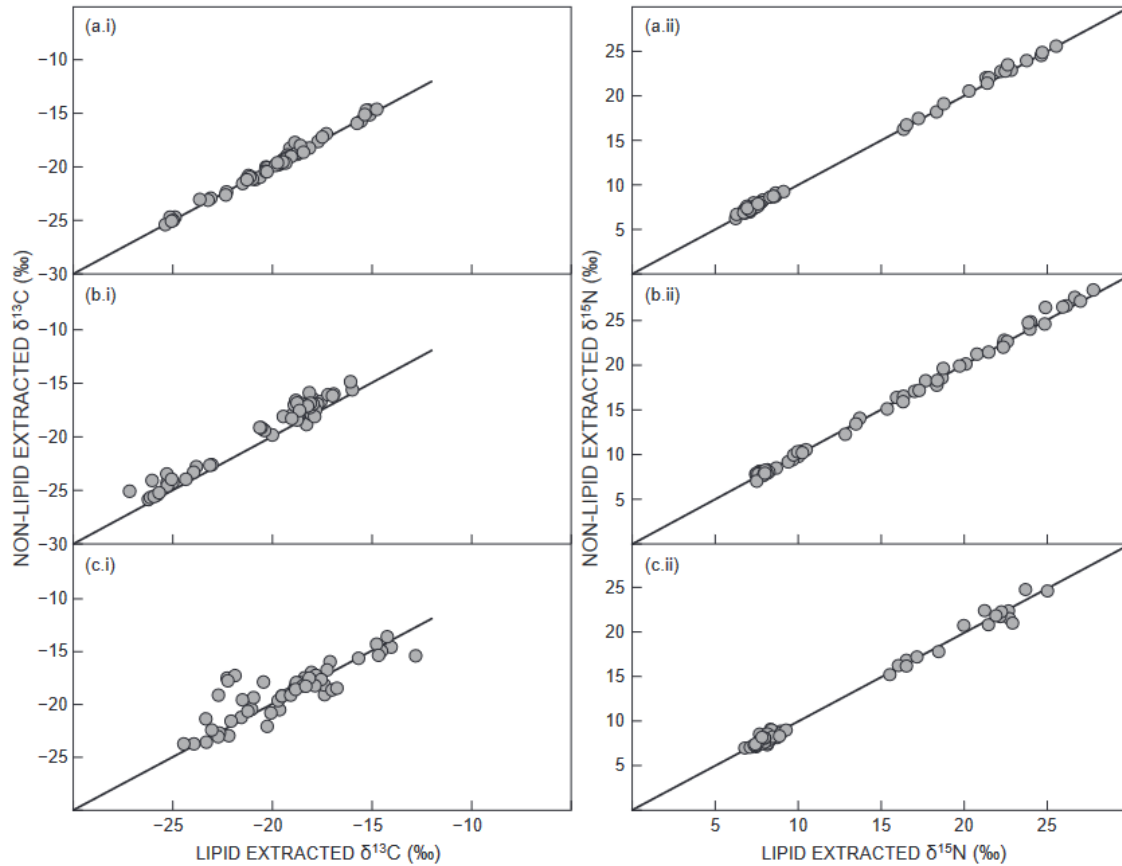 (a.i)
−10
−15
−20
−25
−30
(a.ii)
25
20
15
10
5
(b.i)
−10
−15
−20
−25
−30
(b.ii)
25
20
15
10
5
(c.i)
−10
−15
−20
−25
(c.ii)
25
20
15
10
5
NON-LIPID EXTRACTED δ¹³C (‰)
NON-LIPID EXTRACTED δ¹⁵N (‰)
−25 −20 −15 −10
5 10 15 20 25
LIPID EXTRACTED δ¹³C (‰)
LIPID EXTRACTED δ¹⁵N (‰)